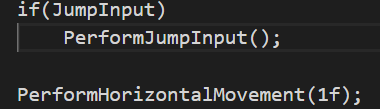 if(JumpInput)
    PerformJumpInput();
PerformHorizontalMovement(1f);